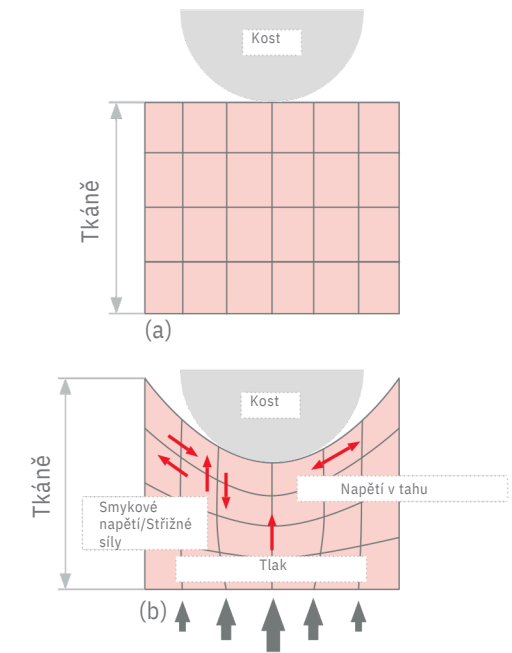 Kost
Tkáně
(a)
Kost
Tkáně
Napětí v tahu
Smykové
napětí/Střižné
síly
Tlak
(b)